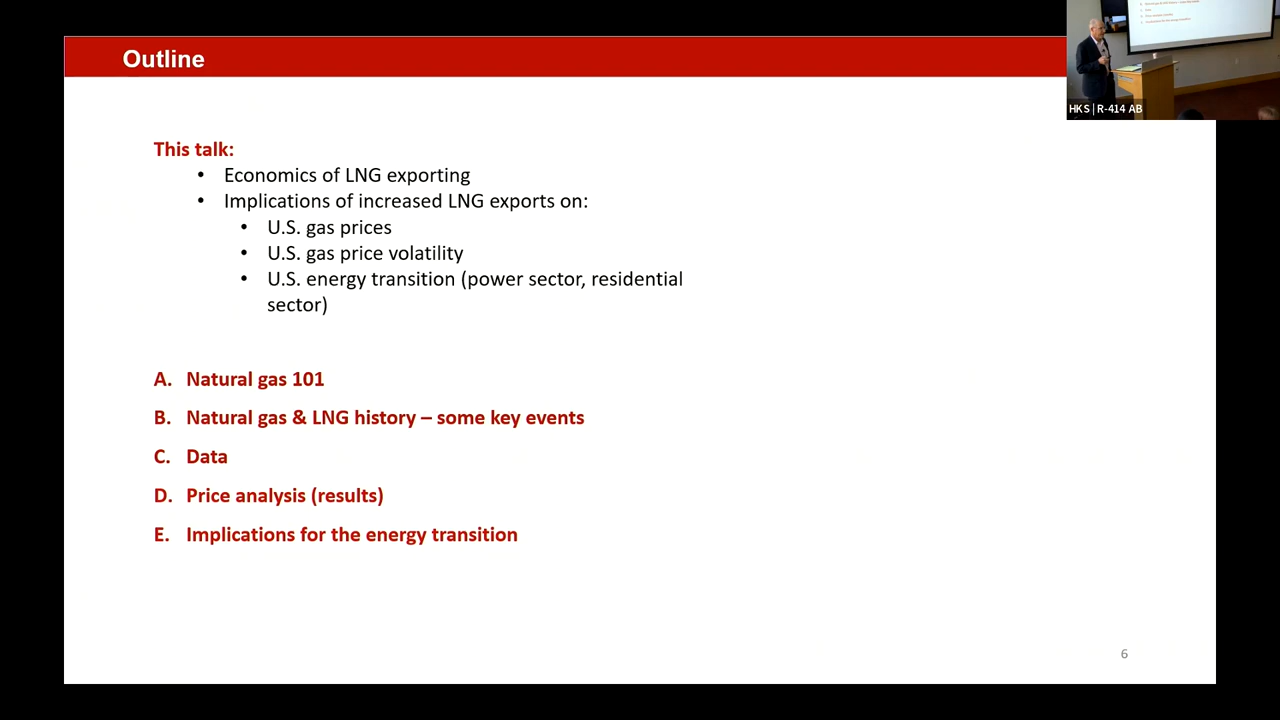 Outline
HKS | R-414 AB
This talk:
• Economics of LNG exporting
• Implications of increased LNG exports on:
• U.S. gas prices
• U.S. gas price volatility
• U.S. energy transition (power sector, residential
sector)
A. Natural gas 101
B. Natural gas & LNG history – some key events
C. Data
D. Price analysis (results)
E. Implications for the energy transition
6